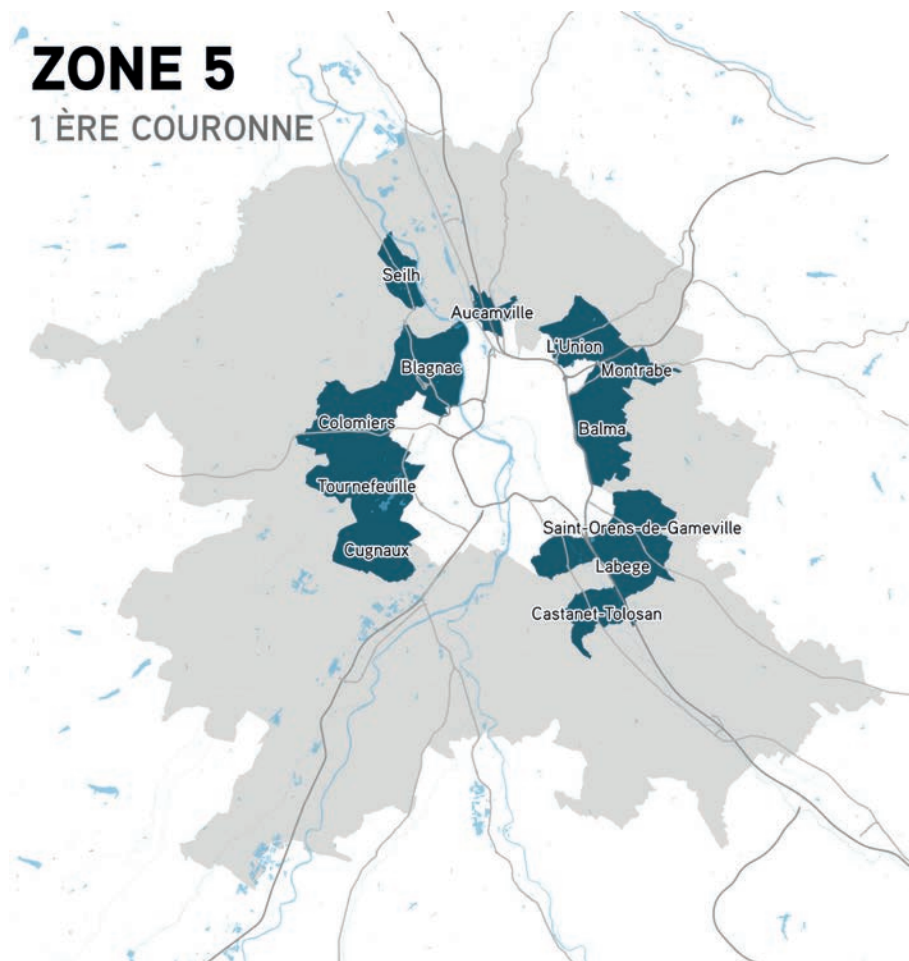 ZONE 5
1 ÈRE COURONNE
Seilh
Aucamville
L'Union
Blagnac
Montrabe
Colomiers
Balma
Tournefeuille
Saint-Orens-de-Gameville
Cugnaux
Labege
Castanet-Tolosan